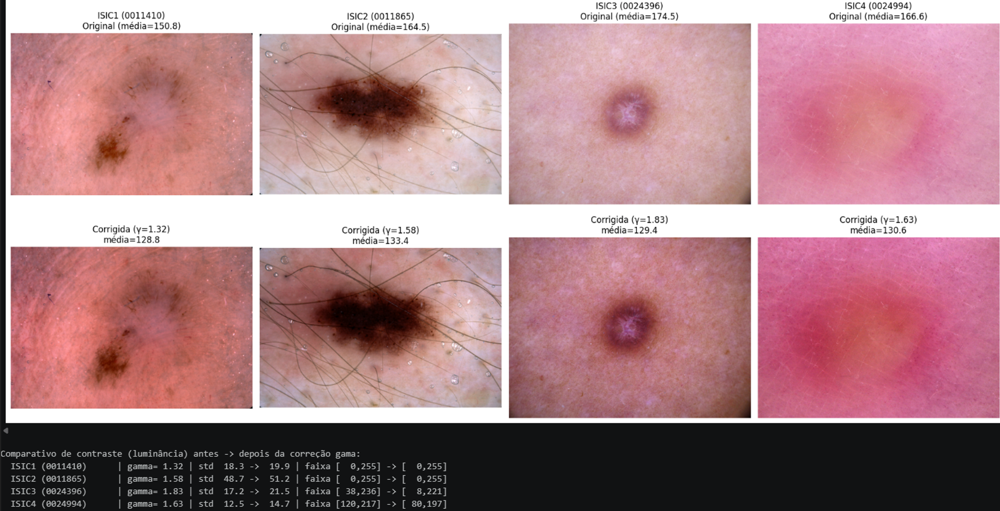 ISIC1 (0011410)
Original (média=150.8)
ISIC2 (0011865)
Original (média=164.5)
ISIC3 (0024396)
Original (média=174.5)
ISIC4 (0024994)
Original (média=166.6)
Corrigida (γ=1.32)
média=128.8
Corrigida (γ=1.58)
média=133.4
Corrigida (γ=1.83)
média=129.4
Corrigida (γ=1.63)
média=130.6
Comparativo de contraste (luminância) antes -> depois da correção gama:
ISIC1 (0011410)      | gamma= 1.32 | std  18.3 ->  19.9 | faixa [  0,255] -> [  0,255]
ISIC2 (0011865)      | gamma= 1.58 | std  48.7 ->  51.2 | faixa [  0,255] -> [  0,255]
ISIC3 (0024396)      | gamma= 1.83 | std  17.2 ->  21.5 | faixa [ 38,236] -> [  8,221]
ISIC4 (0024994)      | gamma= 1.63 | std  12.5 ->  14.7 | faixa [120,217] -> [ 80,197]